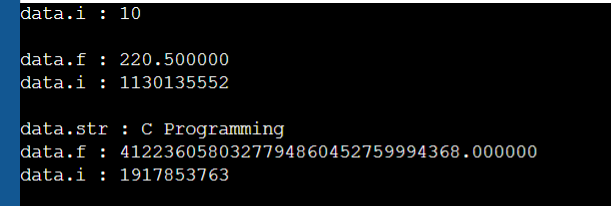 data.i : 10
data.f : 220.500000
data.i : 1130135552
data.str : C Programming
data.f : 4122360580327794860452759994368.000000
data.i : 1917853763